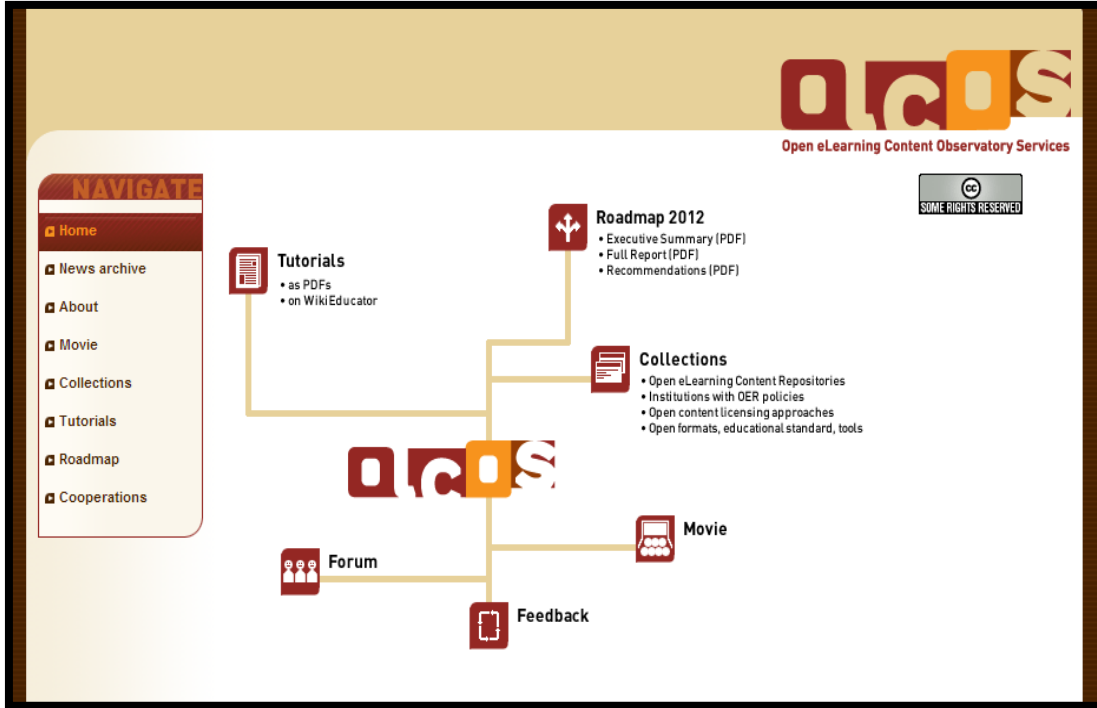 OLCOS
Open eLearning Content Observatory Services
cc
SOME RIGHTS RESERVED
NAVIGATE
Home
News archive
About
Movie
Collections
Tutorials
Roadmap
Cooperations
Tutorials
• as PDFs
• on WikiEducator
Roadmap 2012
• Executive Summary (PDF)
• Full Report (PDF)
• Recommendations (PDF)
Collections
• Open eLearning Content Repositories
• Institutions with OER policies
• Open content licensing approaches
• Open formats, educational standard, tools
OLCOS
Movie
Forum
Feedback